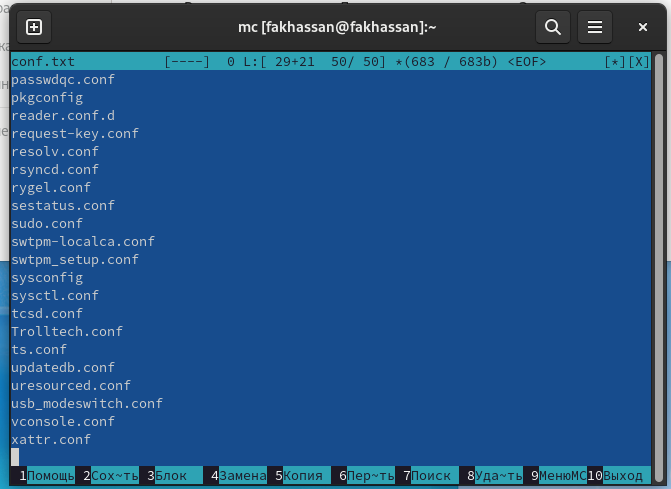 mc [fakhassan@fakhassan]:~
conf.txt [----] 0 L:[ 29+21 50/ 50] *(683 / 683b) <EOF> [*][X]
passwdqc.conf
pkgconfig
reader.conf.d
request-key.conf
resolv.conf
rsyncd.conf
rygel.conf
sestatus.conf
sudo.conf
swtpm-localca.conf
swtpm_setup.conf
sysconfig
sysctl.conf
tcsd.conf
Trolltech.conf
ts.conf
updatedb.conf
uresourced.conf
usb_modeswitch.conf
vconsole.conf
xattr.conf
1Помощь 2Сох~ть 3Блок 4Замена 5Копия 6Пер~ть 7Поиск 8Уда~ть 9МенюMC 10Выход